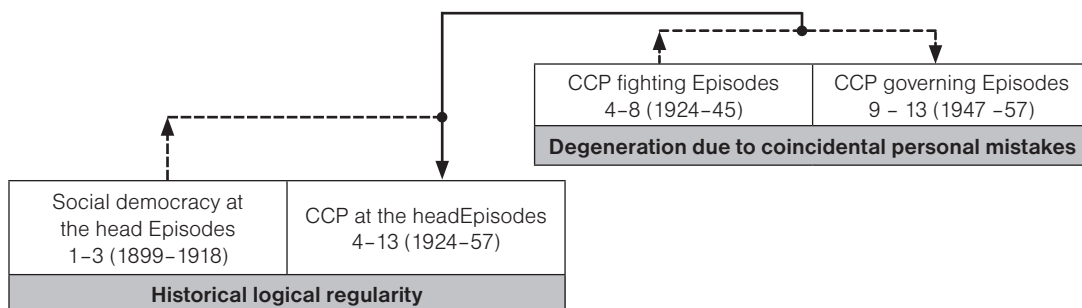 CCP fighting Episodes
4–8 (1924–45)
CCP governing Episodes
9 – 13 (1947 –57)
Degeneration due to coincidental personal mistakes
Social democracy at
the head Episodes
1–3 (1899–1918)
CCP at the headEpisodes
4–13 (1924–57)
Historical logical regularity